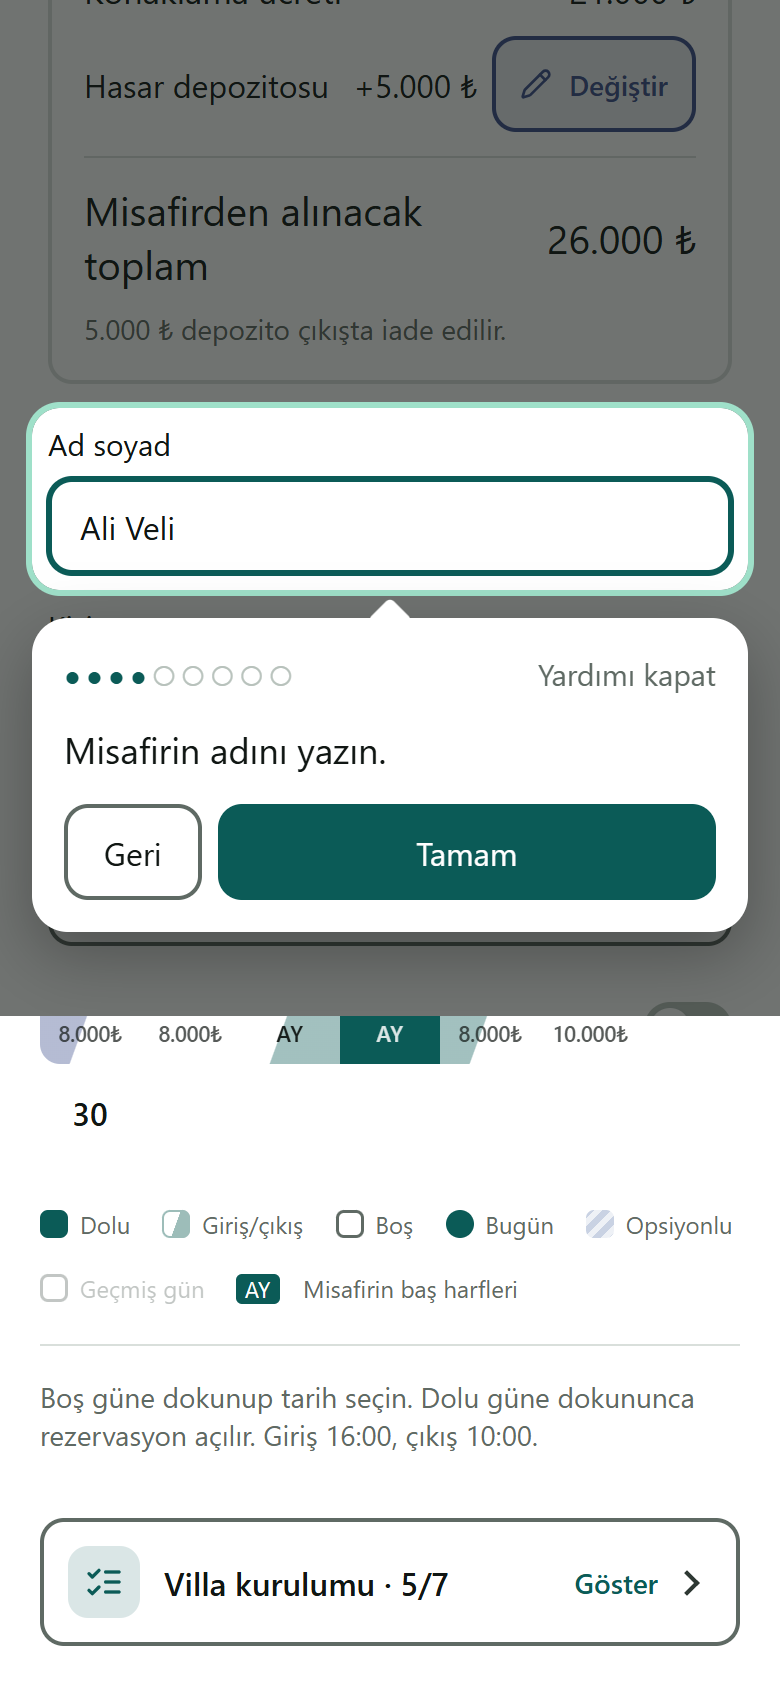 Hasar depozitosu +5.000 ₺ Değiştir
Misafirden alınacak
toplam
26.000 ₺
5.000 ₺ depozito çıkışta iade edilir.
Ad soyad
Ali Veli
Yardımı kapat
Misafirin adını yazın.
Geri
Tamam
8.000₺ 8.000₺ AY AY 8.000₺ 10.000₺
30
Dolu Giriş/çıkış Boş Bugün Opsiyonlu
Geçmiş gün AY Misafirin baş harfleri
Boş güne dokunup tarih seçin. Dolu güne dokununca
rezervasyon açılır. Giriş 16:00, çıkış 10:00.
Villa kurulumu · 5/7 Göster